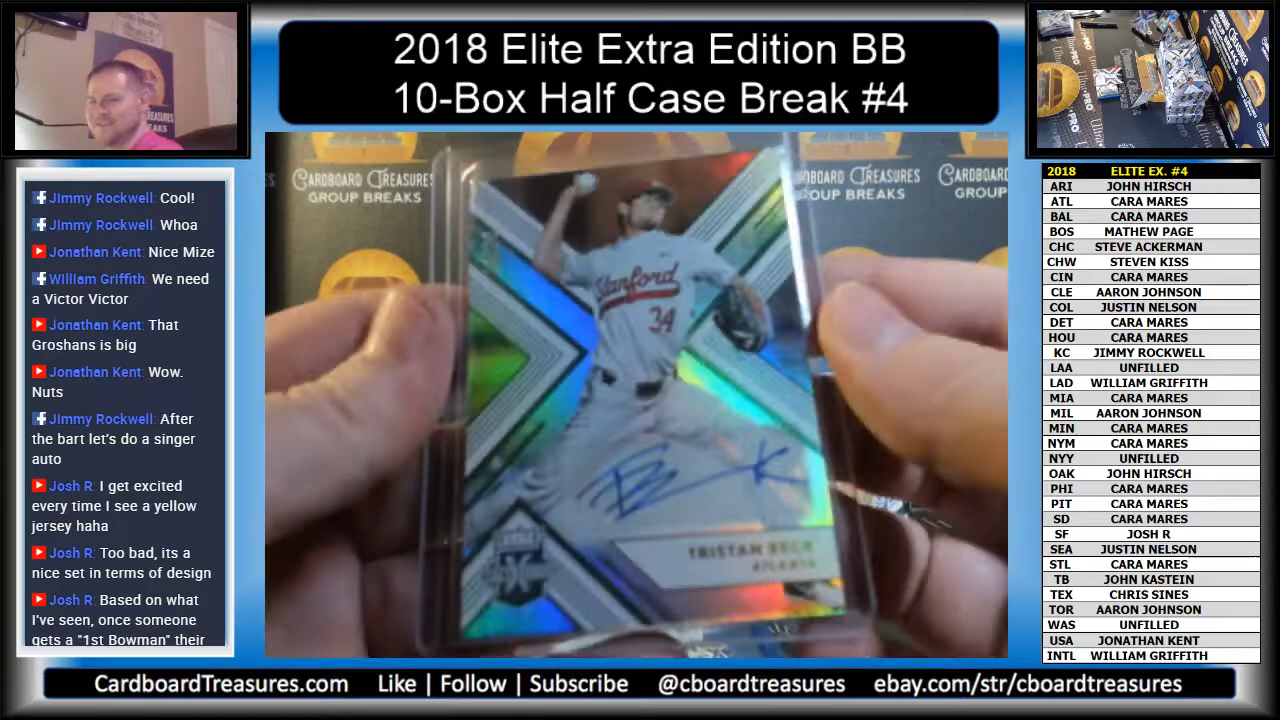 2018 Elite Extra Edition BB
10-Box Half Case Break #4
JImmy Rockwell: Cool!
JImmy Rockwell: Whoa
Jonathan Kent: Nice Mize
William Griffith: We need
a Victor Victor
Jonathan Kent: That
Groshans is big
Jonathan Kent: Wow.
Nuts
JImmy Rockwell: After
the bart let's do a singer
auto
Josh R: I get excited
every time I see a yellow
jersey haha
Josh R: Too bad, its a
nice set in terms of design
Josh R: Based on what
I've seen, once someone
gets a "1st Bowman" their
CARDBOARD TREASURES
GROUP BREAKS
CARDBOARD TREASURES
GROUP BREAKS
Stanford
34
TRISTAN BECK
ATLANTA
2018 ELITE EX. #4
ARI JOHN HIRSCH
ATL CARA MARES
BAL CARA MARES
BOS MATHEW PAGE
CHC STEVE ACKERMAN
CHW STEVEN KISS
CIN CARA MARES
CLE AARON JOHNSON
COL JUSTIN NELSON
DET CARA MARES
HOU CARA MARES
KC JIMMY ROCKWELL
LAA UNFILLED
LAD WILLIAM GRIFFITH
MIA CARA MARES
MIL AARON JOHNSON
MIN CARA MARES
NYM CARA MARES
NYY UNFILLED
OAK JOHN HIRSCH
PHI CARA MARES
PIT CARA MARES
SD CARA MARES
SF JOSH R
SEA JUSTIN NELSON
STL CARA MARES
TB JOHN KASTEIN
TEX CHRIS SINES
TOR AARON JOHNSON
WAS UNFILLED
USA JONATHAN KENT
INTL WILLIAM GRIFFITH
CardboardTreasures.com Like | Follow | Subscribe @cboardtreasures ebay.com/str/cboardtreasures